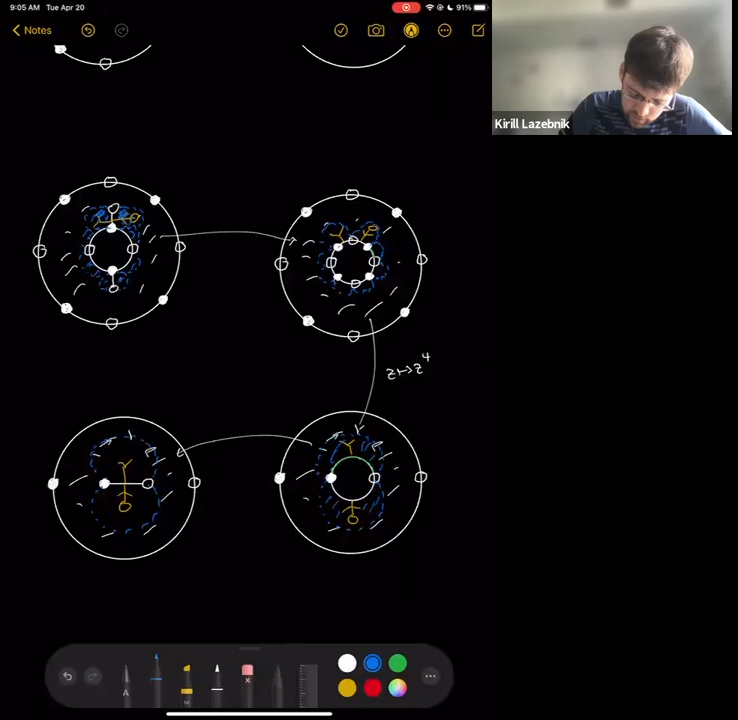 9:05 AM Tue Apr 20
91%
Notes
Kirill Lazebnik
z ↦ z⁴
A